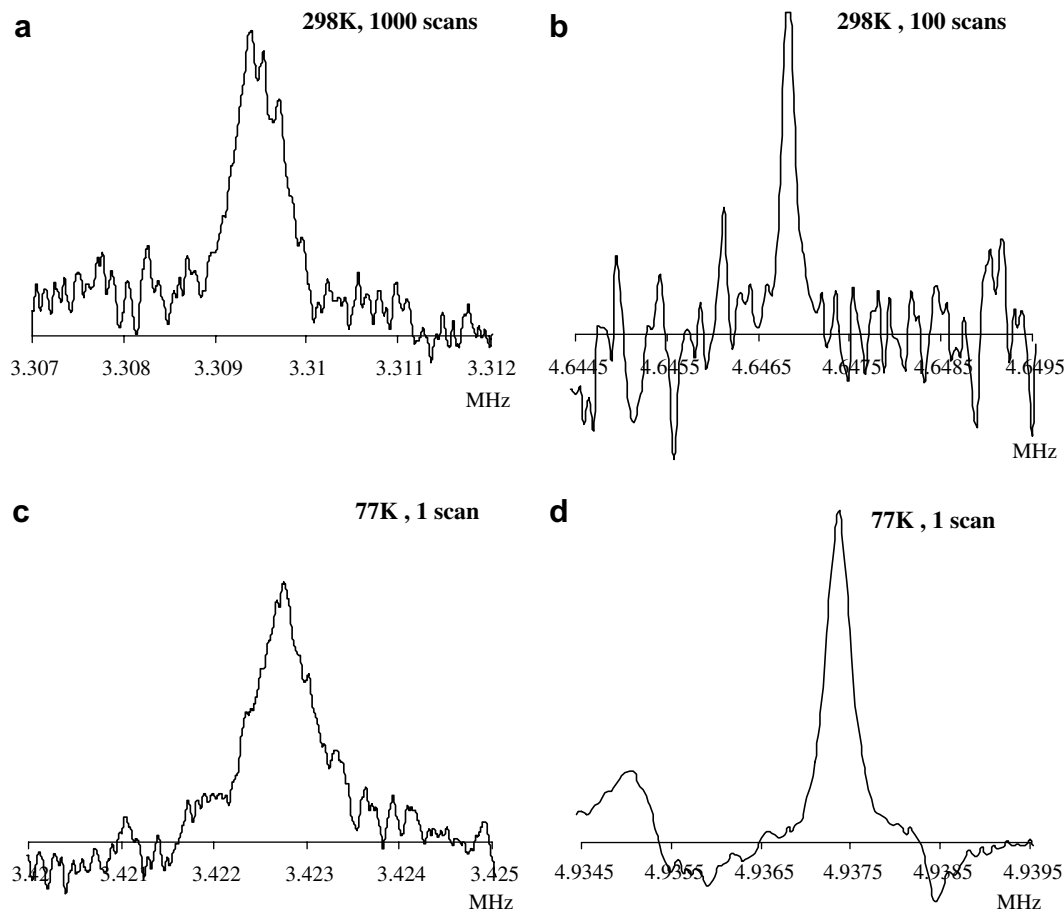 a
298K, 1000 scans
3.307 3.308 3.309 3.31 3.311 3.312
MHz
b
298K , 100 scans
4.6445 4.6455 4.6465 4.6475 4.6485 4.6495
MHz
c
77K , 1 scan
3.42 3.421 3.422 3.423 3.424 3.425
MHz
d
77K , 1 scan
4.9345 4.9355 4.9365 4.9375 4.9385 4.9395
MHz